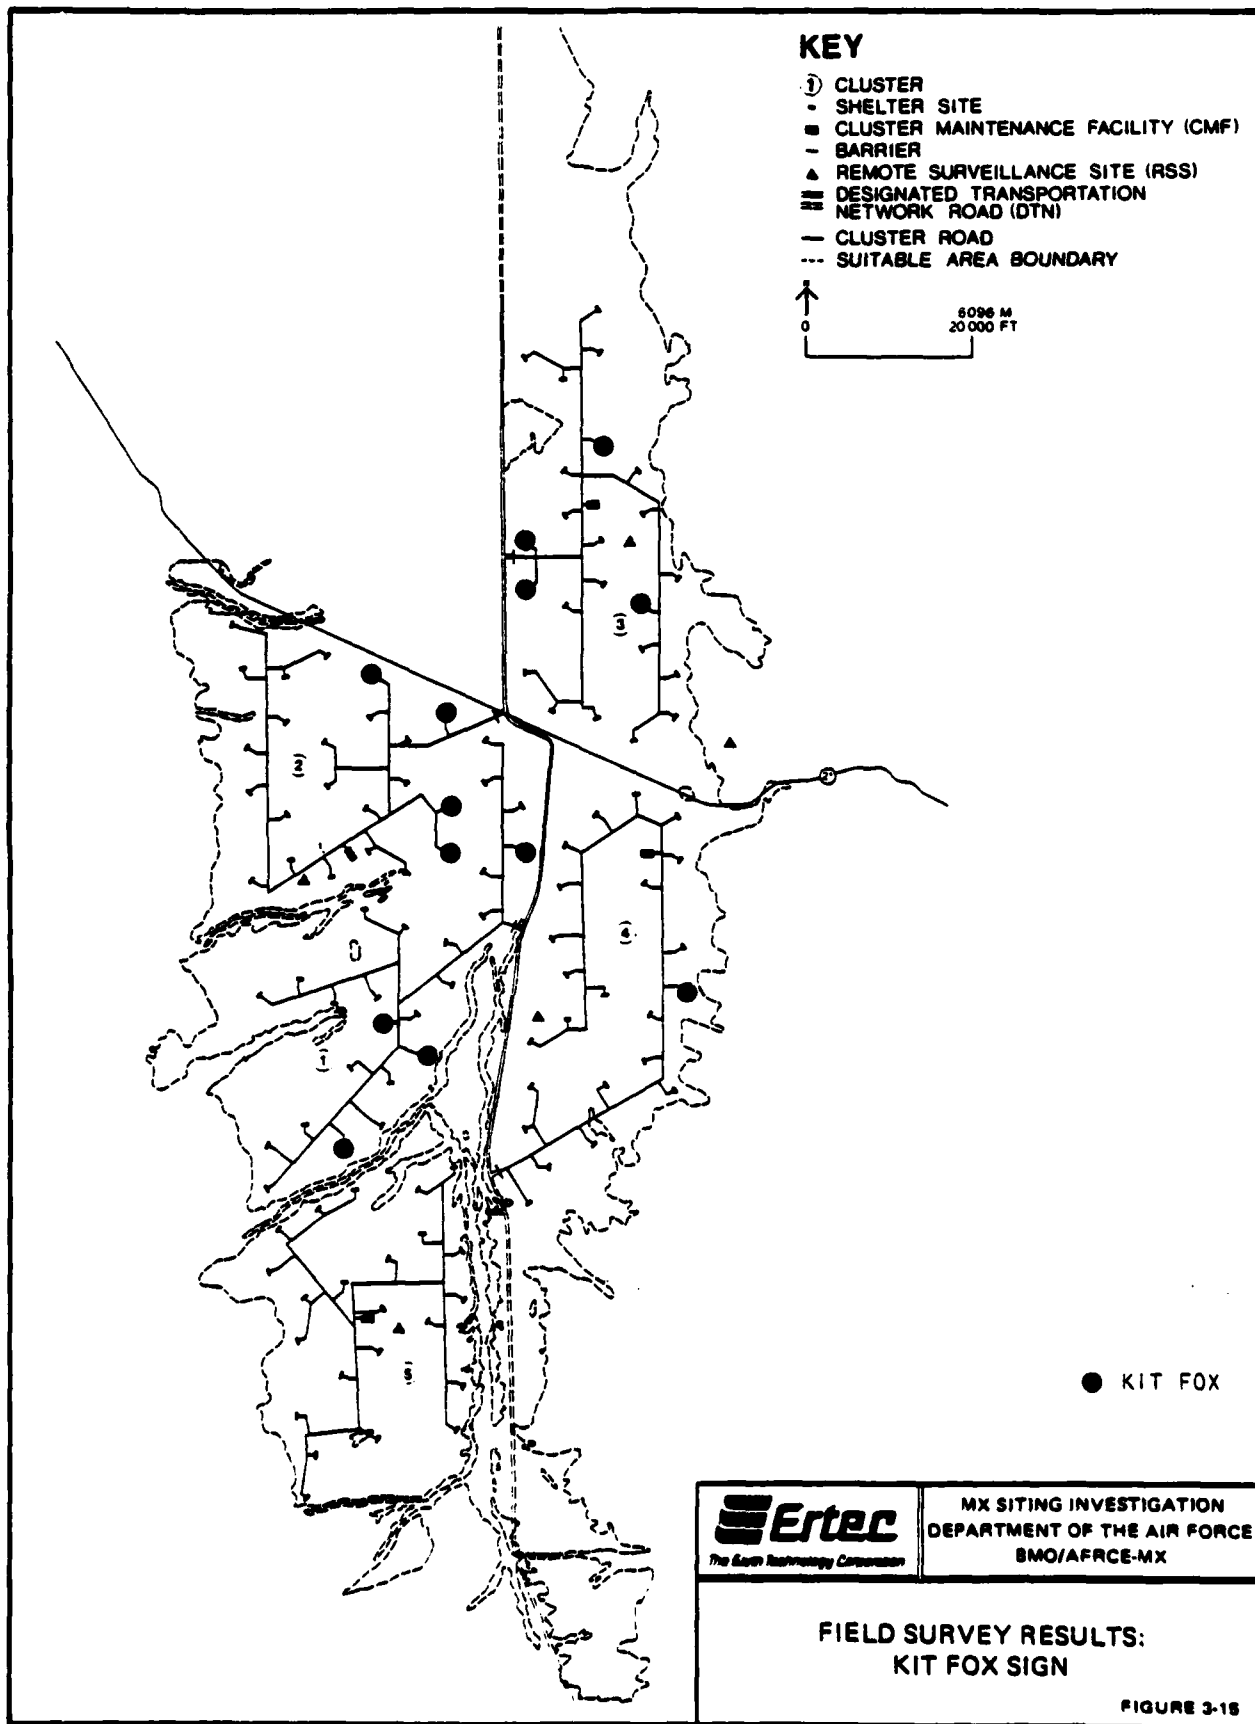 KEY
1 CLUSTER
SHELTER SITE
CLUSTER MAINTENANCE FACILITY (CMF)
BARRIER
REMOTE SURVEILLANCE SITE (RSS)
DESIGNATED TRANSPORTATION
NETWORK ROAD (DTN)
CLUSTER ROAD
SUITABLE AREA BOUNDARY
6096 M
0 20 000 FT
3
2
4
1
5
KIT FOX
Ertec
The Earth Technology Corporation
MX SITING INVESTIGATION
DEPARTMENT OF THE AIR FORCE
BMO/AFRCE-MX
FIELD SURVEY RESULTS:
KIT FOX SIGN
FIGURE 3-15